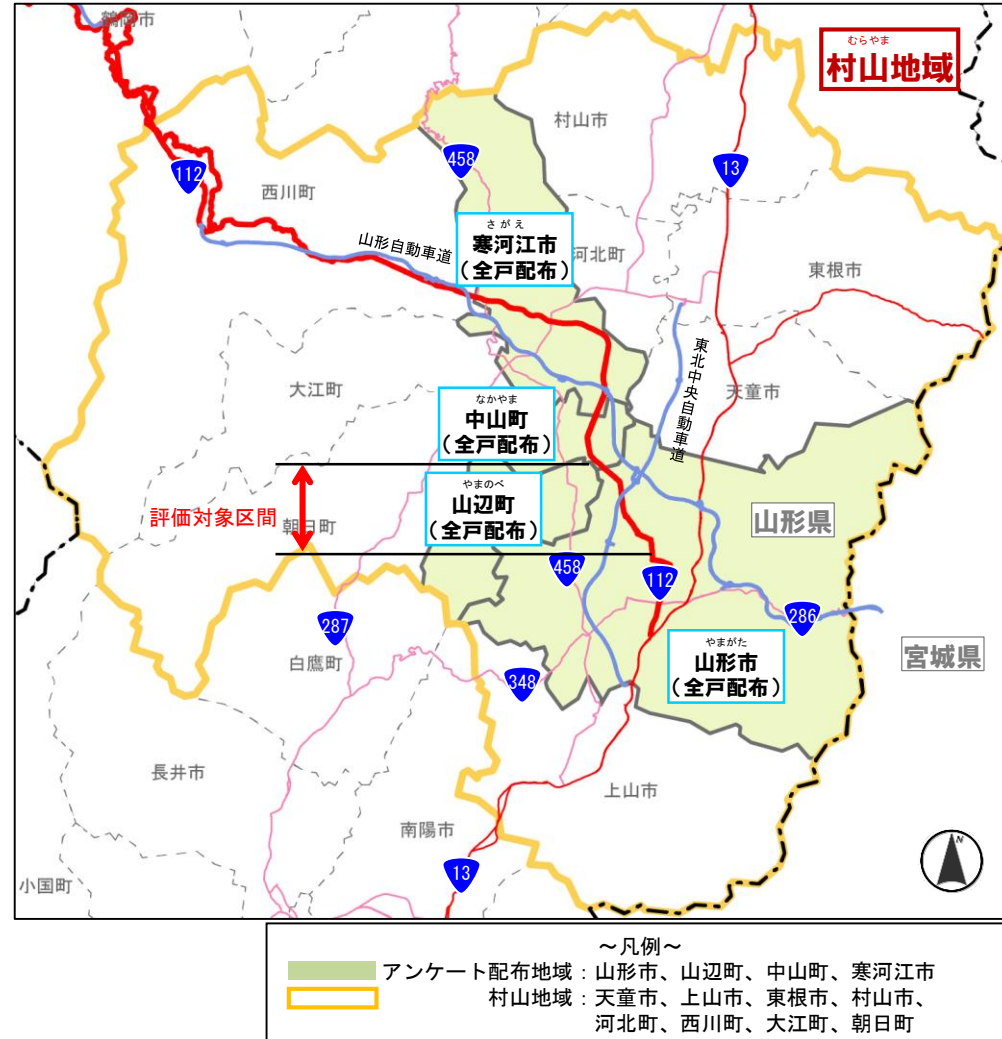 鶴岡市
むらやま
村山地域
村山市
458
13
112
西川町
さがえ
寒河江市
(全戸配布)
河北町
山形自動車道
東根市
東北中央自動車道
大江町
天童市
なかやま
中山町
(全戸配布)
やまのべ
山辺町
(全戸配布)
評価対象区間
朝日町
山形県
458
112
286
287
白鷹町
やまがた
山形市
(全戸配布)
宮城県
348
長井市
上山市
南陽市
13
小国町
N
～凡例～
アンケート配布地域：山形市、山辺町、中山町、寒河江市
村山地域：天童市、上山市、東根市、村山市、
河北町、西川町、大江町、朝日町